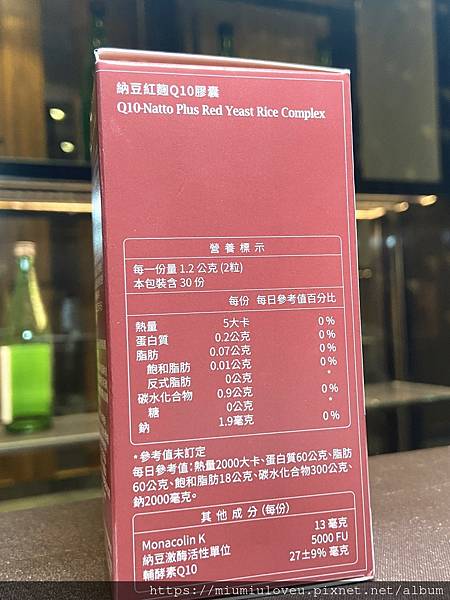 納豆紅麴Q10膠囊
Q10-Natto Plus Red Yeast Rice Complex
營養標示
每一份量 1.2 公克 (2粒)
本包裝含 30 份
每份 每日參考值百分比
熱量 5大卡 0%
蛋白質 0.2公克 0%
脂肪 0.07公克 0%
飽和脂肪 0.01公克 0%
反式脂肪 0公克 *
碳水化合物 0.9公克 0%
糖 0公克 *
鈉 1.9毫克 0%
*參考值未訂定
每日參考值：熱量2000大卡、蛋白質60公克、脂肪
60公克、飽和脂肪18公克、碳水化合物300公克、
鈉2000毫克。
其他成分(每份)
Monacolin K 13 毫克
納豆激酶活性單位 5000 FU
輔酵素Q10 27±9% 毫克
https://miumiuloveu.pixnet.net/album